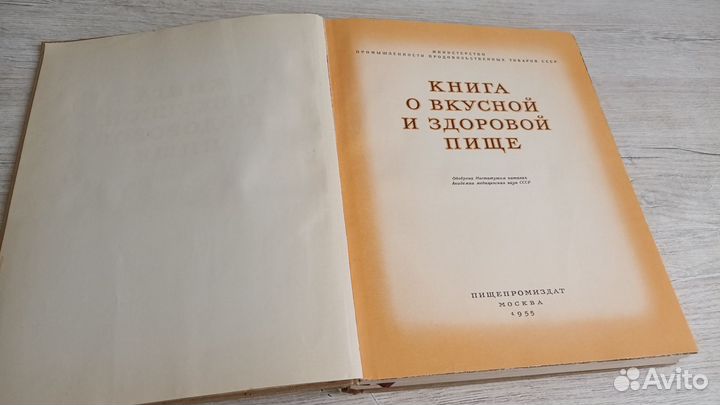 МИНИСТЕРСТВО
ПРОМЫШЛЕННОСТИ ПРОДОВОЛЬСТВЕННЫХ ТОВАРОВ СССР
КНИГА
О ВКУСНОЙ
И ЗДОРОВОЙ
ПИЩЕ
Одобрена Институтом питания
Академии медицинских наук СССР
ПИЩЕПРОМИЗДАТ
МОСКВА
1955
Avito